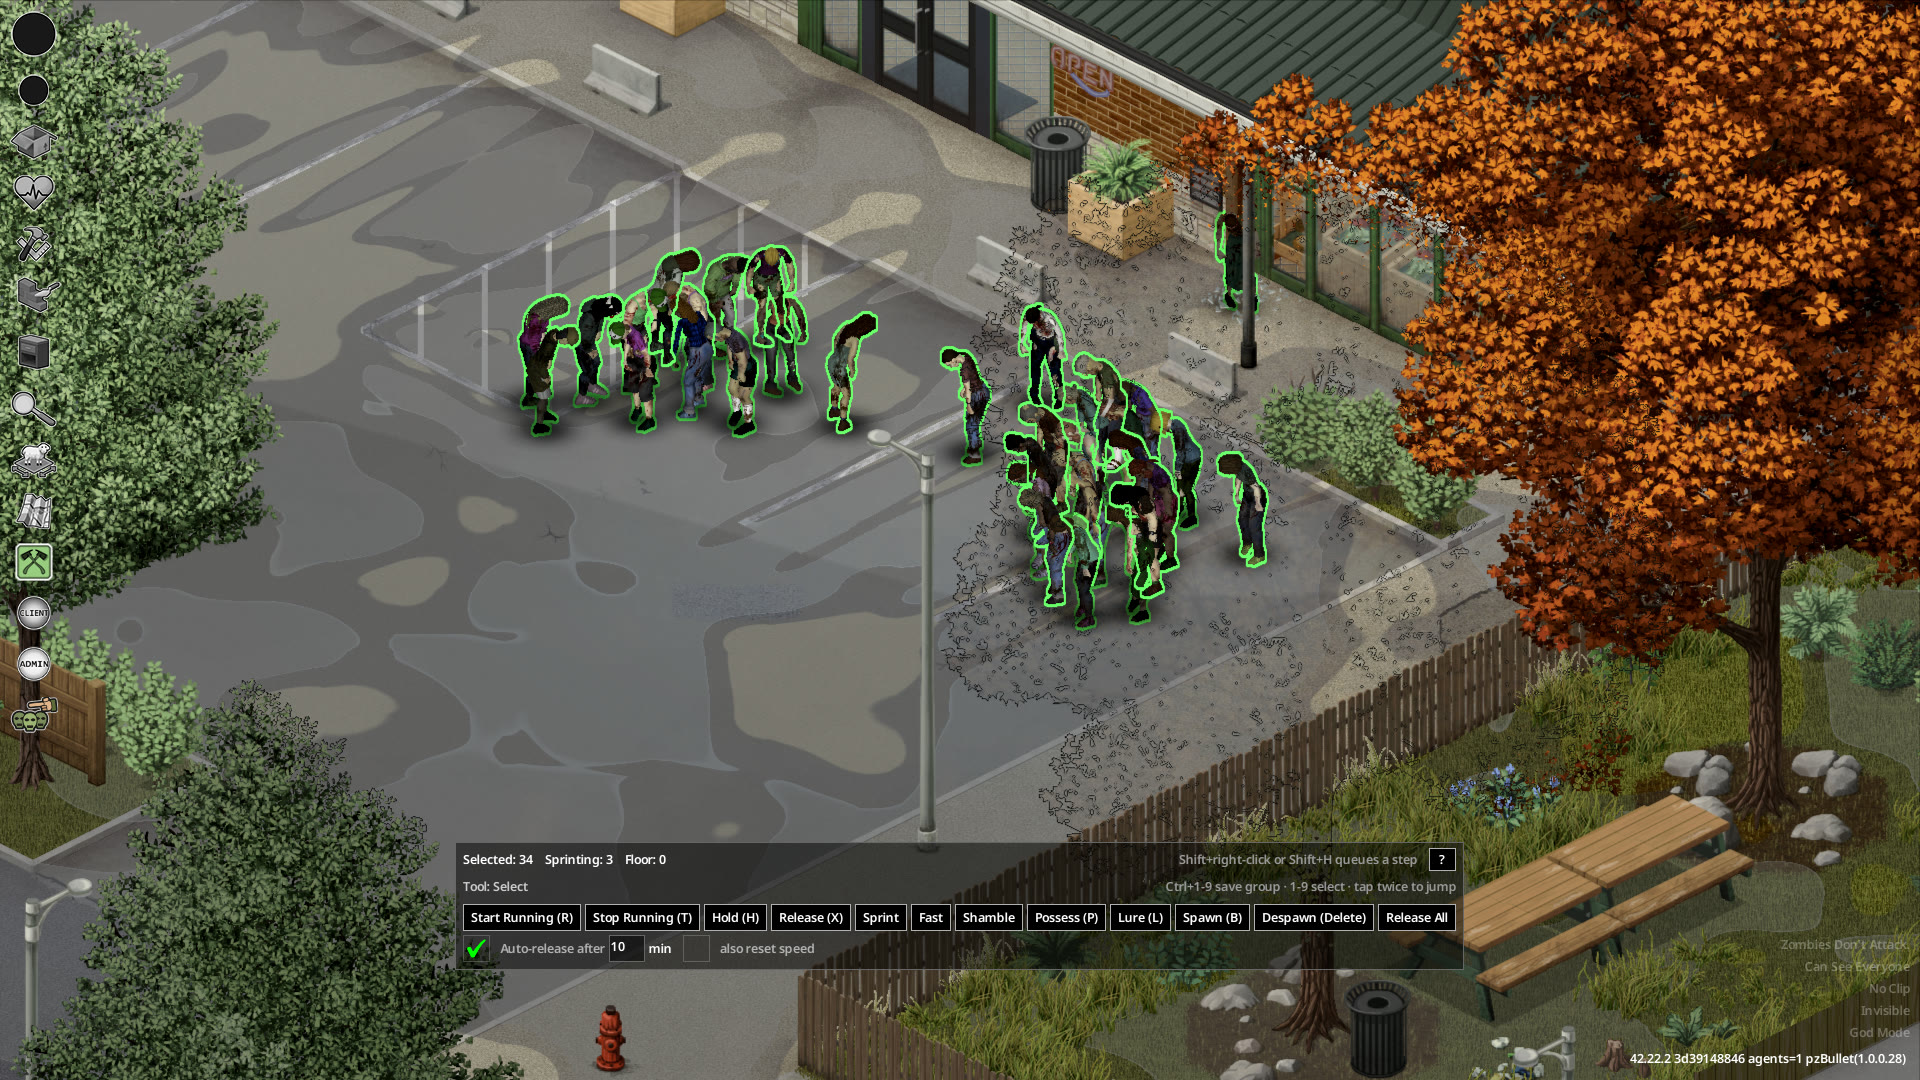 OPEN
CLIENT
ADMIN
Selected: 34 Sprinting: 3 Floor: 0
Shift+right-click or Shift+H queues a step ?
Tool: Select
Ctrl+1-9 save group · 1-9 select · tap twice to jump
Start Running (R) Stop Running (T) Hold (H) Release (X) Sprint Fast Shamble Possess (P) Lure (L) Spawn (B) Despawn (Delete) Release All
Auto-release after 10 min also reset speed
Zombies Don't Attack.
Can See Everyone
No Clip
Invisible
God Mode
42.22.2 3d39148846 agents=1 pzBullet(1.0.0.28)